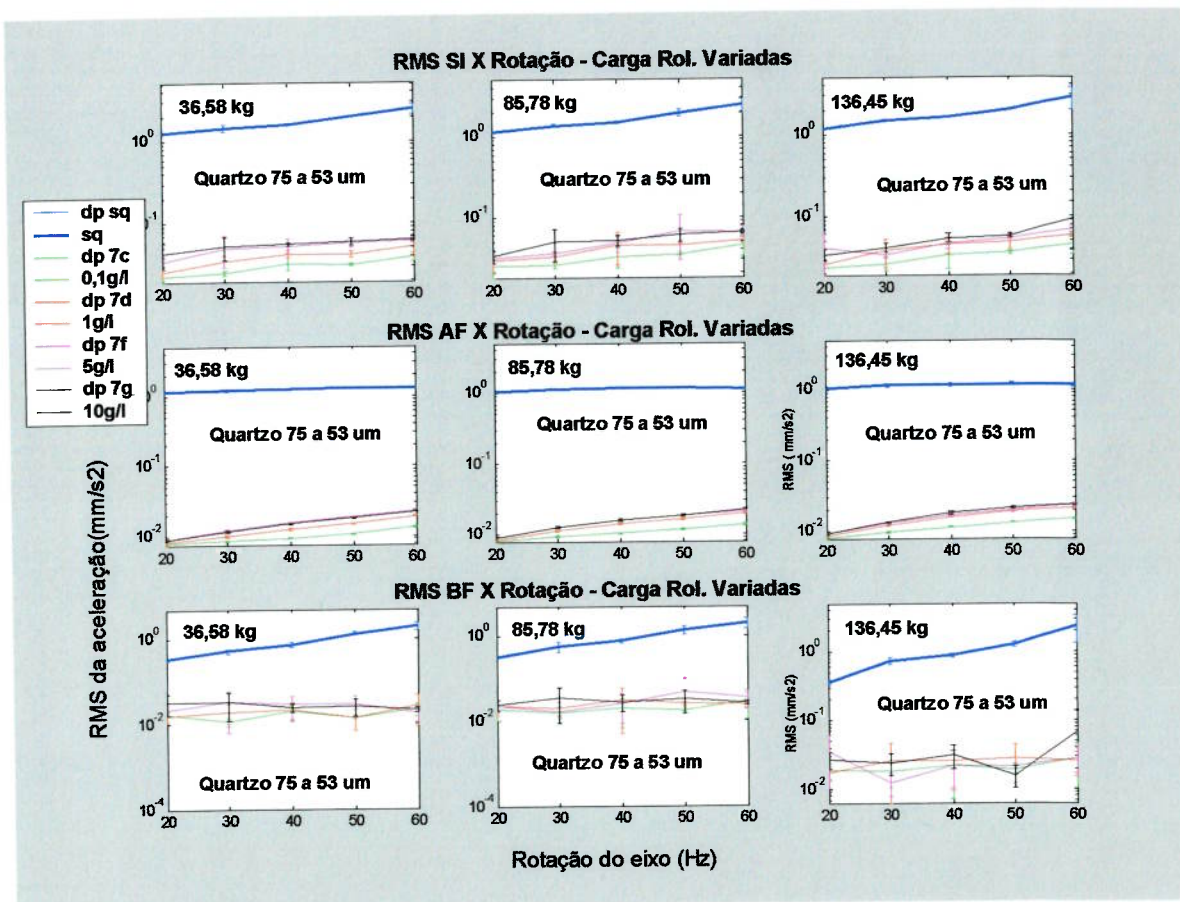 RMS SI X Rotação - Carga Rol. Variadas
36,58 kg
10⁰
Quartzo 75 a 53 um
10⁻¹
20 30 40 50 60
85,78 kg
10⁰
Quartzo 75 a 53 um
10⁻¹
20 30 40 50 60
136,45 kg
10⁰
Quartzo 75 a 53 um
10⁻¹
20 30 40 50 60
dp sq
sq
dp 7c
0,1g/l
dp 7d
1g/l
dp 7f
5g/l
dp 7g
10g/l
RMS da aceleração(mm/s2)
RMS AF X Rotação - Carga Rol. Variadas
36,58 kg
10⁰
Quartzo 75 a 53 um
10⁻¹
10⁻²
20 30 40 50 60
85,78 kg
10⁰
Quartzo 75 a 53 um
10⁻¹
10⁻²
20 30 40 50 60
136,45 kg
10⁰
Quartzo 75 a 53 um
10⁻¹
10⁻²
RMS ( mm/s2)
20 30 40 50 60
RMS BF X Rotação - Carga Rol. Variadas
36,58 kg
10⁰
10⁻²
Quartzo 75 a 53 um
10⁻⁴
20 30 40 50 60
85,78 kg
10⁰
10⁻²
Quartzo 75 a 53 um
10⁻⁴
20 30 40 50 60
136,45 kg
10⁰
Quartzo 75 a 53 um
10⁻¹
10⁻²
RMS (mm/s2)
20 30 40 50 60
Rotação do eixo (Hz)